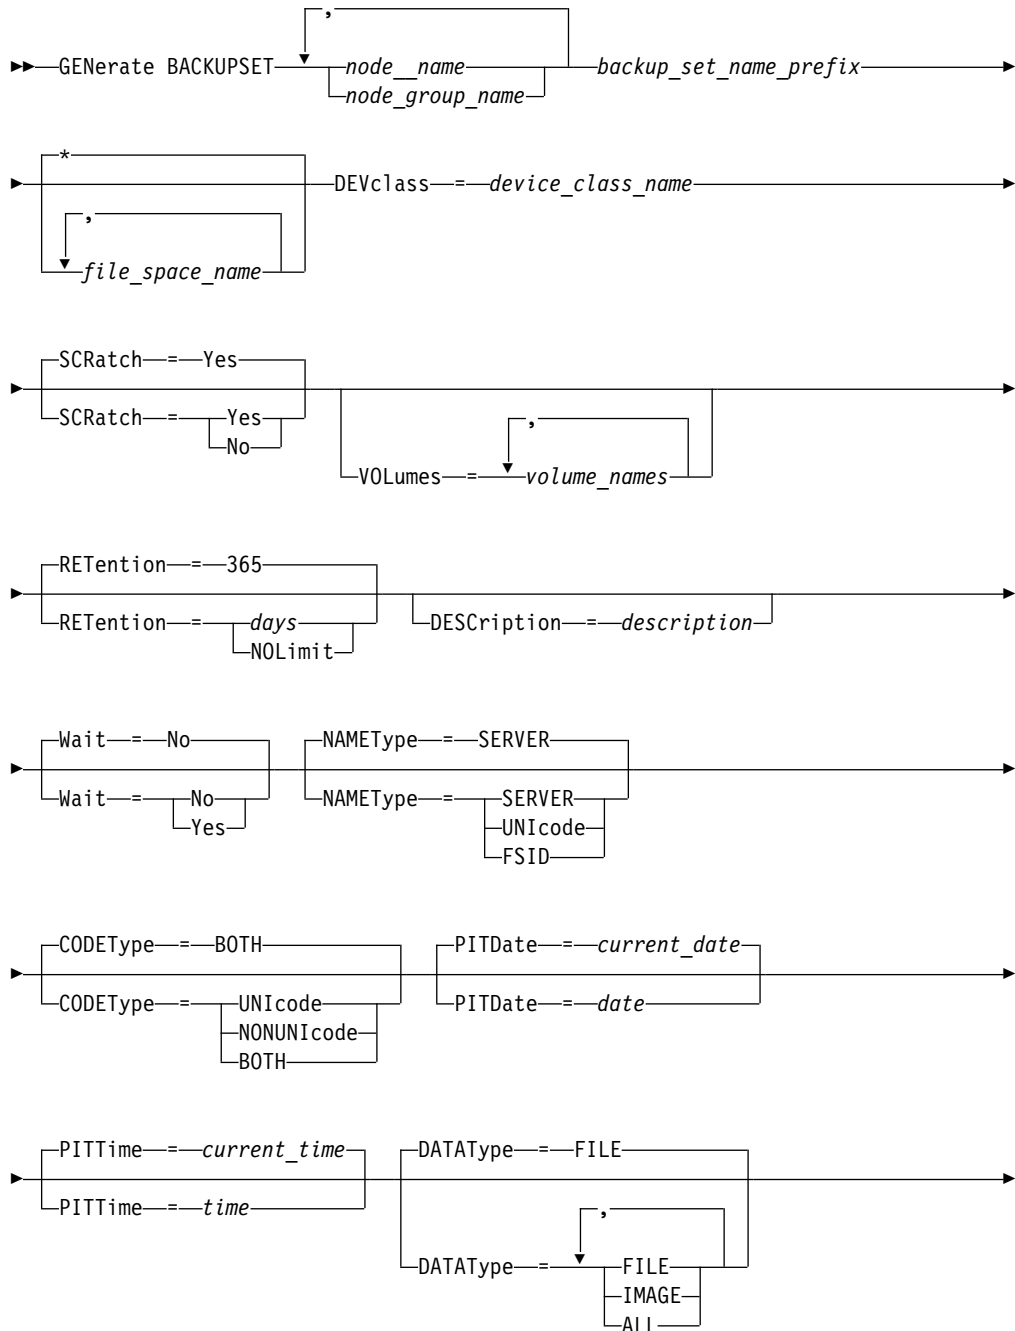 ,
GENerate BACKUPSET node__name backup_set_name_prefix
node_group_name
*
DEVclass = device_class_name
,
file_space_name
SCRatch = Yes
SCRatch = Yes
No
,
VOLumes = volume_names
RETention = 365
RETention = days
NOLimit
DESCription = description
Wait = No
Wait = No
Yes
NAMEType = SERVER
NAMEType = SERVER
UNIcode
FSID
CODEType = BOTH
CODEType = UNIcode
NONUNIcode
BOTH
PITDate = current_date
PITDate = date
PITTime = current_time
PITTime = time
DATAType = FILE
,
DATAType = FILE
IMAGE
ALL